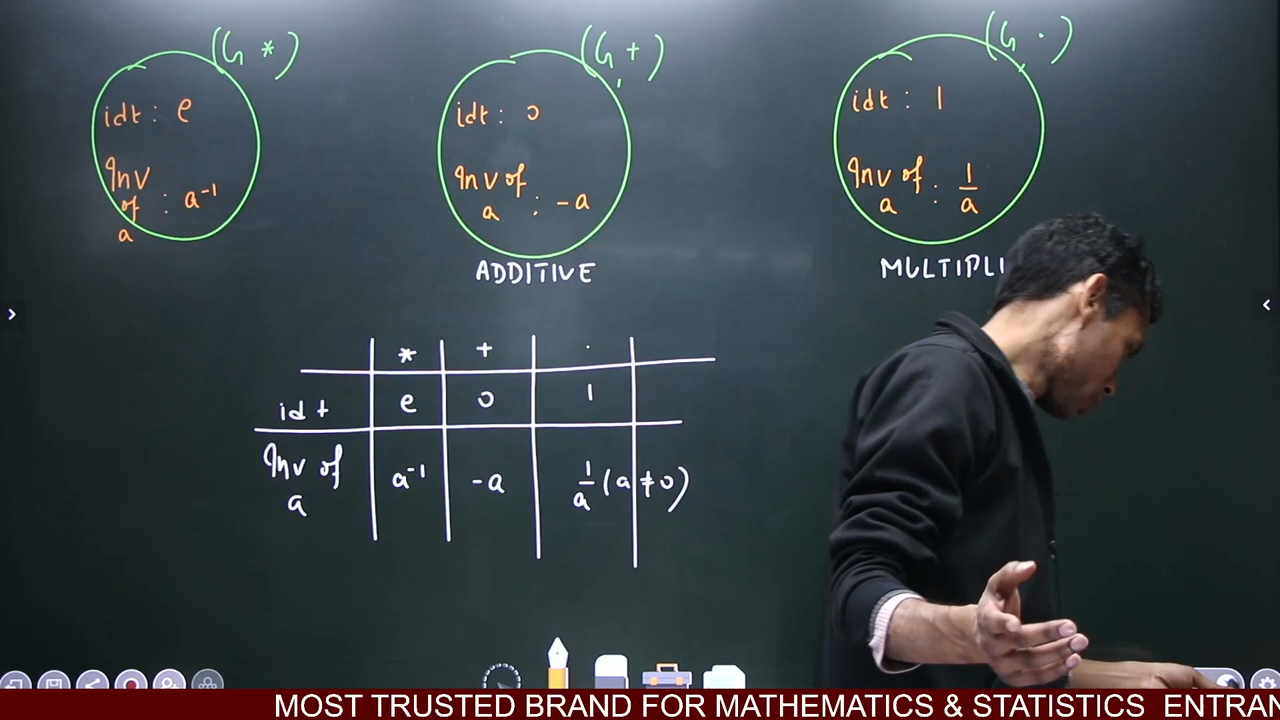 (G *)
idt : e
Inv
of : a⁻¹
a
(G, +)
idt : 0
Inv of
a : -a
ADDITIVE
(G, ·)
idt : 1
Inv of : 1/a
a
MULTIPLI
* + ·
idt e 0 1
Inv of a⁻¹ -a 1/a (a ≠ 0)
a
MOST TRUSTED BRAND FOR MATHEMATICS & STATISTICS ENTRAN